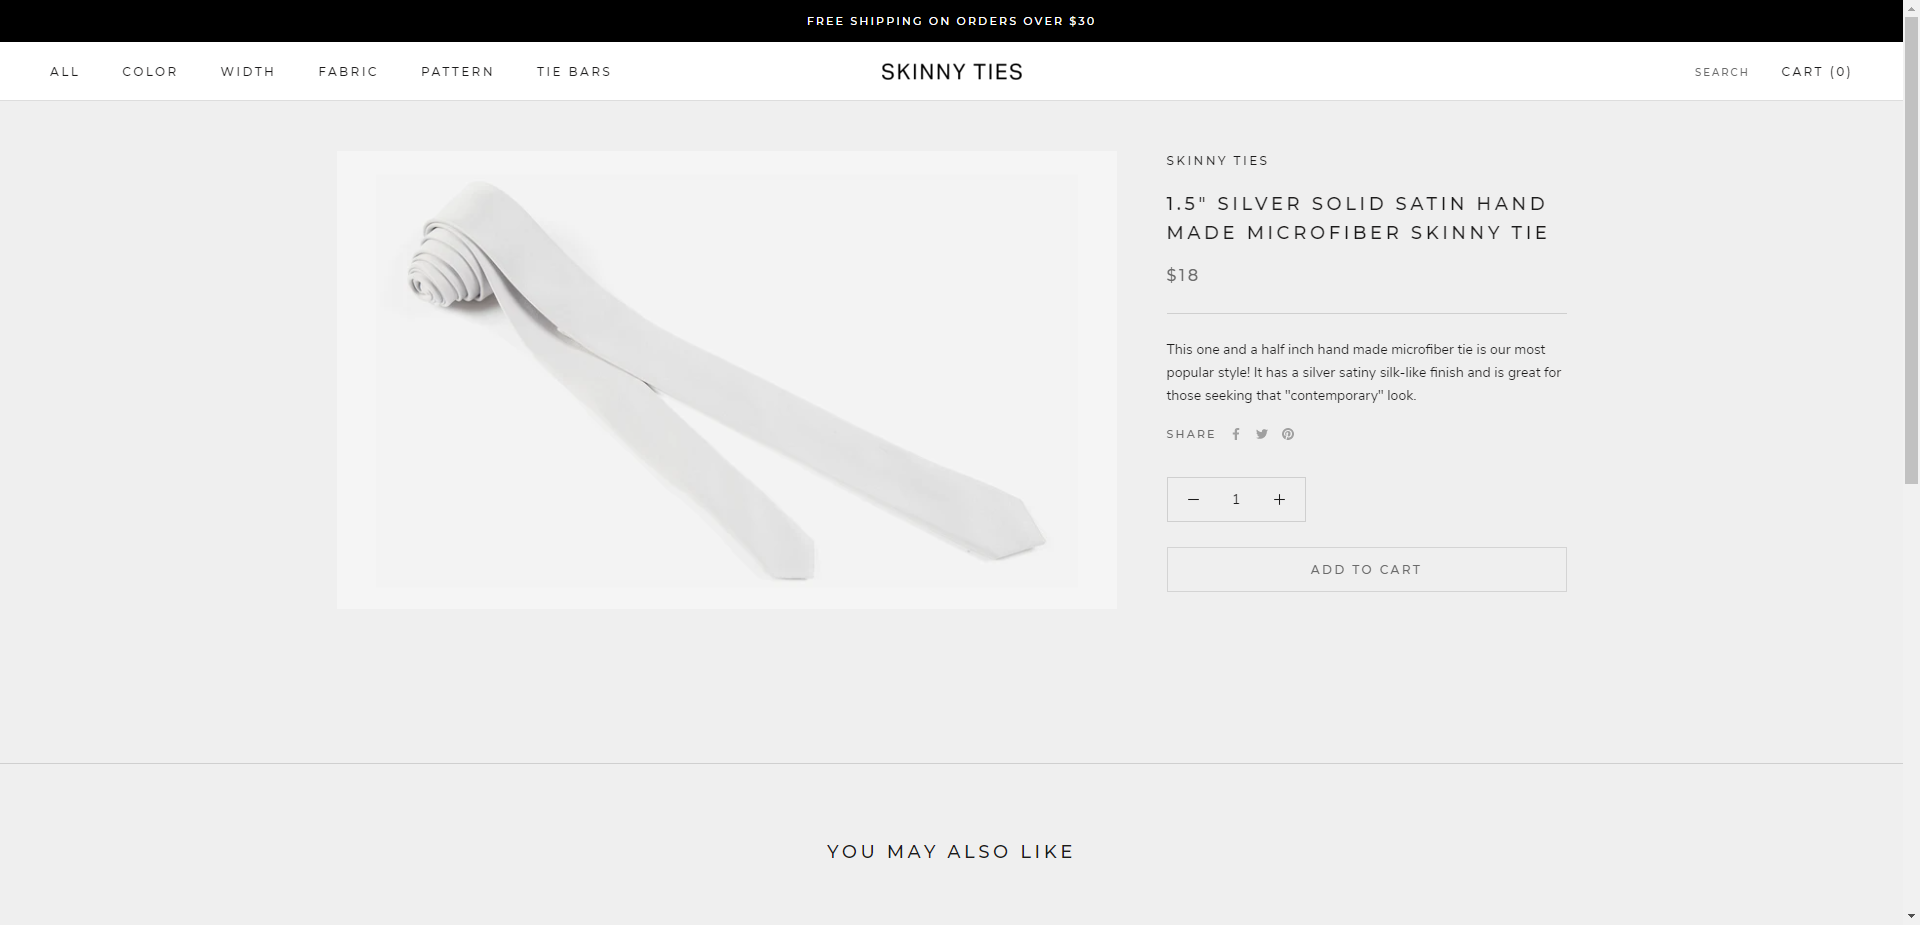 FREE SHIPPING ON ORDERS OVER $30
ALL COLOR WIDTH FABRIC PATTERN TIE BARS SKINNY TIES SEARCH CART (0)
SKINNY TIES
1.5" SILVER SOLID SATIN HAND
MADE MICROFIBER SKINNY TIE
$18
This one and a half inch hand made microfiber tie is our most
popular style! It has a silver satiny silk-like finish and is great for
those seeking that "contemporary" look.
SHARE
1
ADD TO CART
YOU MAY ALSO LIKE